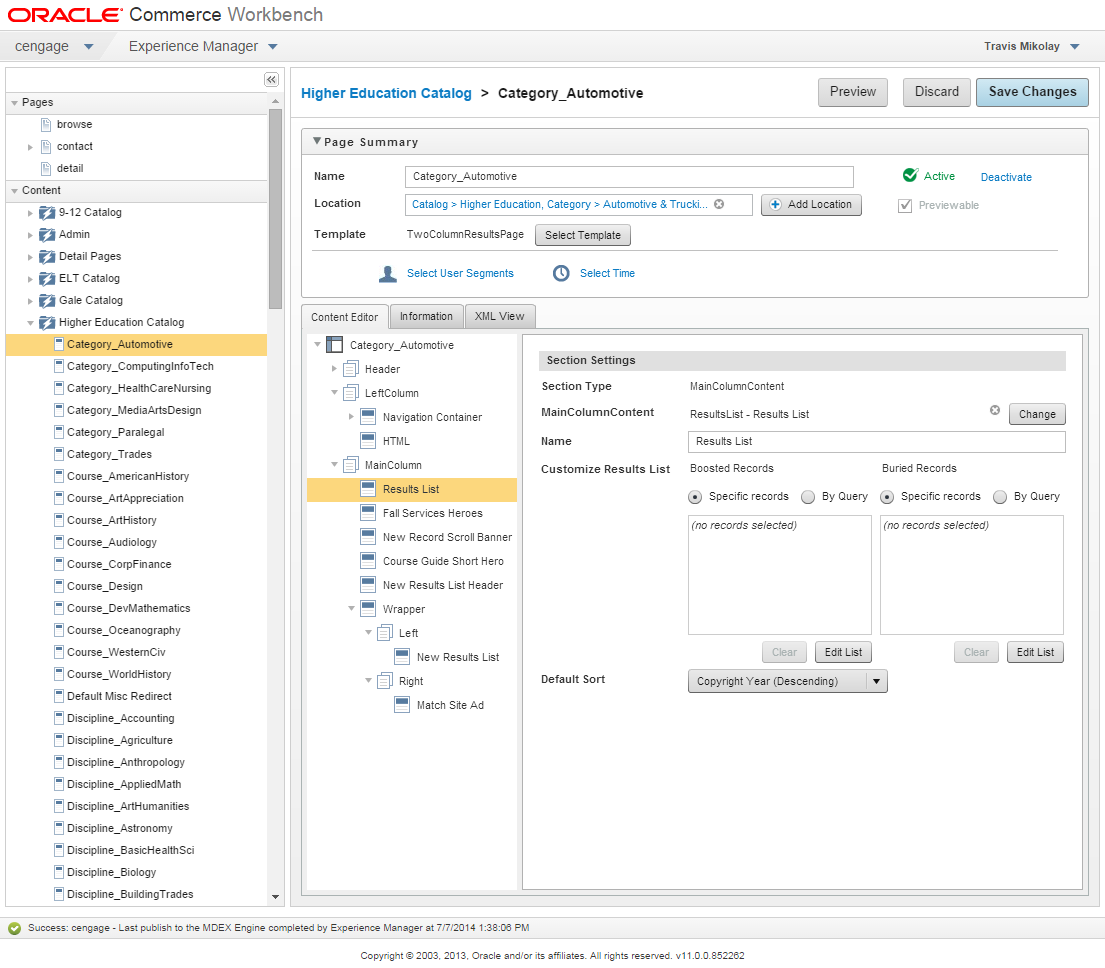 ORACLE Commerce Workbench
cengage Experience Manager Travis Mikolay
Pages
browse
contact
detail
Content
9-12 Catalog
Admin
Detail Pages
ELT Catalog
Gale Catalog
Higher Education Catalog
Category_Automotive
Category_ComputingInfoTech
Category_HealthCareNursing
Category_MediaArtsDesign
Category_Paralegal
Category_Trades
Course_AmericanHistory
Course_ArtAppreciation
Course_ArtHistory
Course_Audiology
Course_CorpFinance
Course_Design
Course_DevMathematics
Course_Oceanography
Course_WesternCiv
Course_WorldHistory
Default Misc Redirect
Discipline_Accounting
Discipline_Agriculture
Discipline_Anthropology
Discipline_AppliedMath
Discipline_ArtHumanities
Discipline_Astronomy
Discipline_BasicHealthSci
Discipline_Biology
Discipline_BuildingTrades
Higher Education Catalog > Category_Automotive Preview Discard Save Changes
Page Summary
Name Category_Automotive Active Deactivate
Location Catalog > Higher Education, Category > Automotive & Trucki... Add Location Previewable
Template TwoColumnResultsPage Select Template
Select User Segments Select Time
Content Editor Information XML View
Category_Automotive
Header
LeftColumn
Navigation Container
HTML
MainColumn
Results List
Fall Services Heroes
New Record Scroll Banner
Course Guide Short Hero
New Results List Header
Wrapper
Left
New Results List
Right
Match Site Ad
Section Settings
Section Type MainColumnContent
MainColumnContent ResultsList - Results List Change
Name Results List
Customize Results List Boosted Records Buried Records
Specific records By Query Specific records By Query
(no records selected) (no records selected)
Clear Edit List Clear Edit List
Default Sort Copyright Year (Descending)
Success: cengage - Last publish to the MDEX Engine completed by Experience Manager at 7/7/2014 1:38:06 PM
Copyright © 2003, 2013, Oracle and/or its affiliates. All rights reserved. v11.0.0.852262